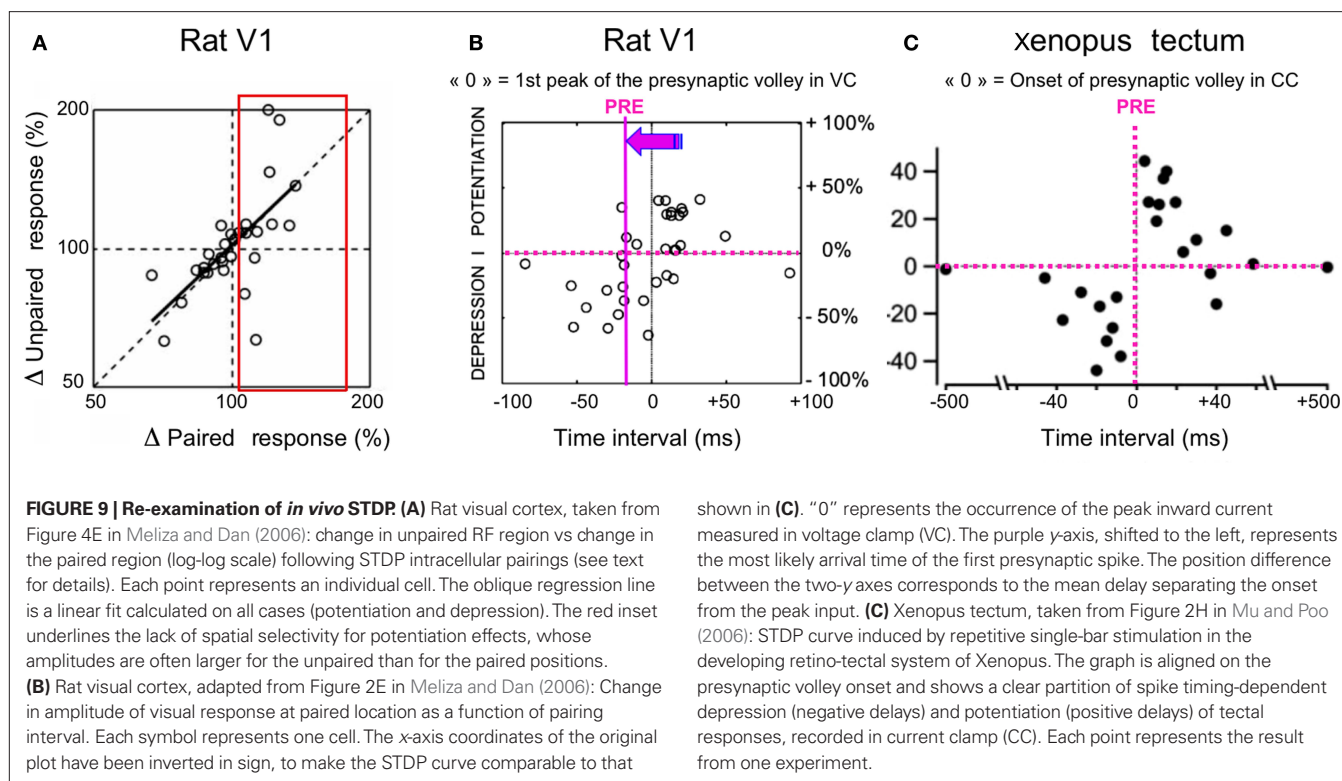 A
Rat V1
Δ Unpaired response (%)
200
100
50
50
100
200
Δ Paired response (%)
B
Rat V1
« 0 » = 1st peak of the presynaptic volley in VC
PRE
DEPRESSION I POTENTIATION
+ 100%
+ 50%
0%
- 50%
- 100%
-100
-50
0
+50
+100
Time interval (ms)
C
Xenopus tectum
« 0 » = Onset of presynaptic volley in CC
PRE
40
20
0
-20
-40
-500
-40
0
+40
+500
Time interval (ms)
FIGURE 9 | Re-examination of in vivo STDP. (A) Rat visual cortex, taken from
Figure 4E in Meliza and Dan (2006): change in unpaired RF region vs change in
the paired region (log-log scale) following STDP intracellular pairings (see text
for details). Each point represents an individual cell. The oblique regression line
is a linear fit calculated on all cases (potentiation and depression). The red inset
underlines the lack of spatial selectivity for potentiation effects, whose
amplitudes are often larger for the unpaired than for the paired positions.
(B) Rat visual cortex, adapted from Figure 2E in Meliza and Dan (2006): Change
in amplitude of visual response at paired location as a function of pairing
interval. Each symbol represents one cell. The x-axis coordinates of the original
plot have been inverted in sign, to make the STDP curve comparable to that
shown in (C). “0” represents the occurrence of the peak inward current
measured in voltage clamp (VC). The purple y-axis, shifted to the left, represents
the most likely arrival time of the first presynaptic spike. The position difference
between the two-y axes corresponds to the mean delay separating the onset
from the peak input. (C) Xenopus tectum, taken from Figure 2H in Mu and Poo
(2006): STDP curve induced by repetitive single-bar stimulation in the
developing retino-tectal system of Xenopus. The graph is aligned on the
presynaptic volley onset and shows a clear partition of spike timing-dependent
depression (negative delays) and potentiation (positive delays) of tectal
responses, recorded in current clamp (CC). Each point represents the result
from one experiment.